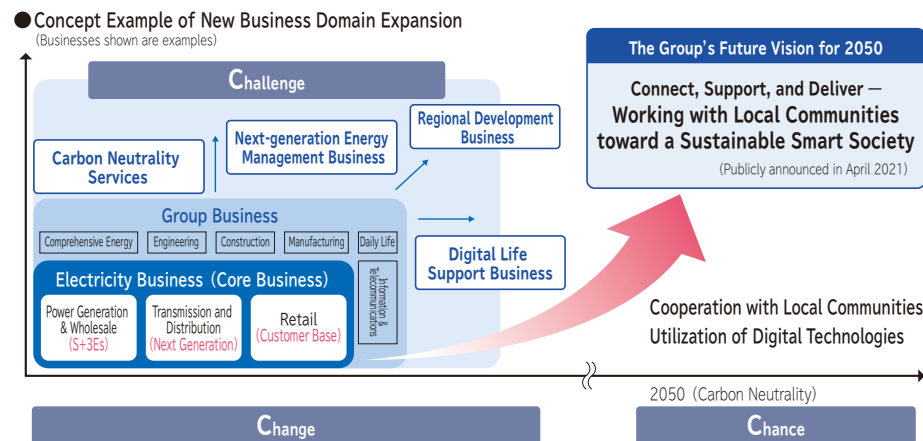 ●Concept Example of New Business Domain Expansion
(Businesses shown are examples)
Challenge
Carbon Neutrality
Services
Next-generation Energy
Management Business
Regional Development
Business
Digital Life
Support Business
Group Business
Comprehensive Energy
Engineering
Construction
Manufacturing
Daily Life
Information &
Telecommunications
Electricity Business (Core Business)
Power Generation
& Wholesale
(S+3Es)
Transmission and
Distribution
(Next Generation)
Retail
(Customer Base)
The Group's Future Vision for 2050
Connect, Support, and Deliver —
Working with Local Communities
toward a Sustainable Smart Society
(Publicly announced in April 2021)
Cooperation with Local Communities
Utilization of Digital Technologies
2050 (Carbon Neutrality)
Change
Chance